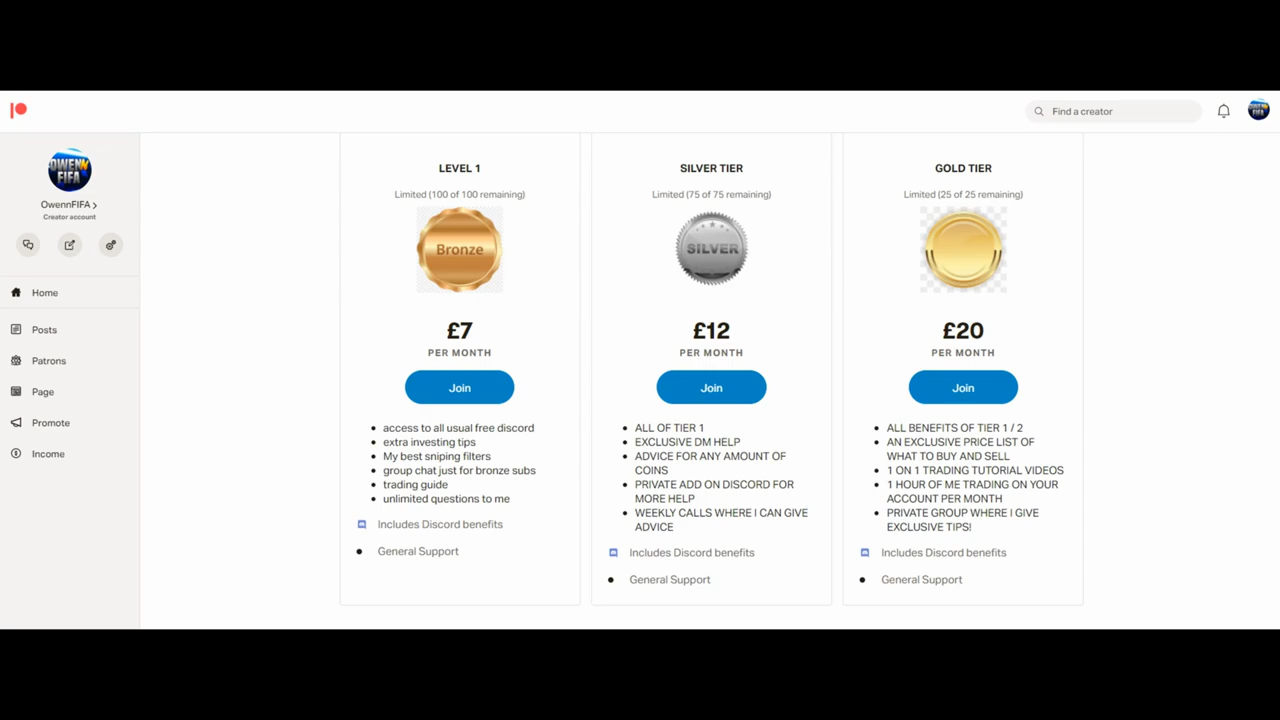 Find a creator
OWENN
FIFA
OwennFIFA
Creator account
Home
Posts
Patrons
Page
Promote
Income
LEVEL 1
Limited (100 of 100 remaining)
Bronze
£7
PER MONTH
Join
access to all usual free discord
extra investing tips
My best sniping filters
group chat just for bronze subs
trading guide
unlimited questions to me
Includes Discord benefits
General Support
SILVER TIER
Limited (75 of 75 remaining)
SILVER
£12
PER MONTH
Join
ALL OF TIER 1
EXCLUSIVE DM HELP
ADVICE FOR ANY AMOUNT OF
COINS
PRIVATE ADD ON DISCORD FOR
MORE HELP
WEEKLY CALLS WHERE I CAN GIVE
ADVICE
Includes Discord benefits
General Support
GOLD TIER
Limited (25 of 25 remaining)
£20
PER MONTH
Join
ALL BENEFITS OF TIER 1 / 2
AN EXCLUSIVE PRICE LIST OF
WHAT TO BUY AND SELL
1 ON 1 TRADING TUTORIAL VIDEOS
1 HOUR OF ME TRADING ON YOUR
ACCOUNT PER MONTH
PRIVATE GROUP WHERE I GIVE
EXCLUSIVE TIPS!
Includes Discord benefits
General Support